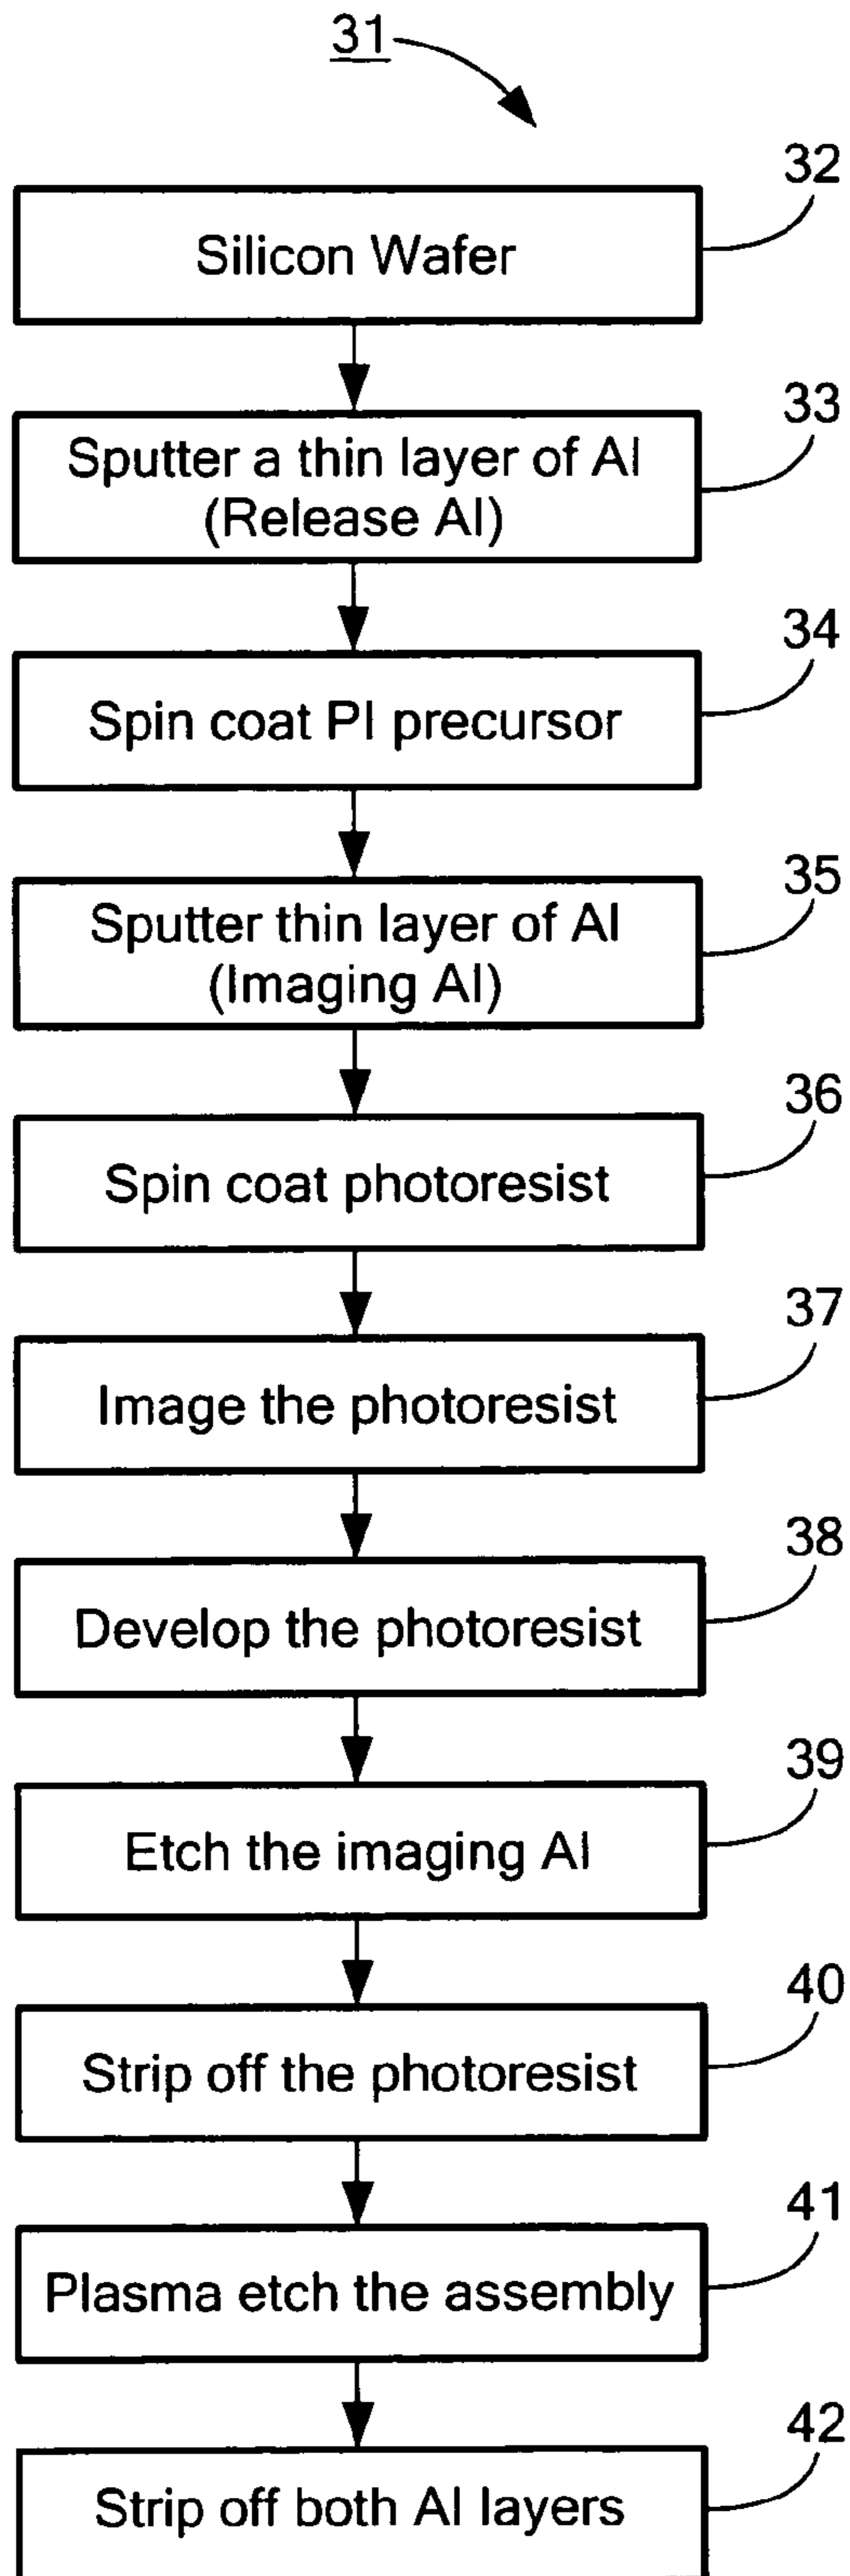 31
32
Silicon Wafer
33
Sputter a thin layer of Al
(Release Al)
34
Spin coat PI precursor
35
Sputter thin layer of Al
(Imaging Al)
36
Spin coat photoresist
37
Image the photoresist
38
Develop the photoresist
39
Etch the imaging Al
40
Strip off the photoresist
41
Plasma etch the assembly
42
Strip off both Al layers